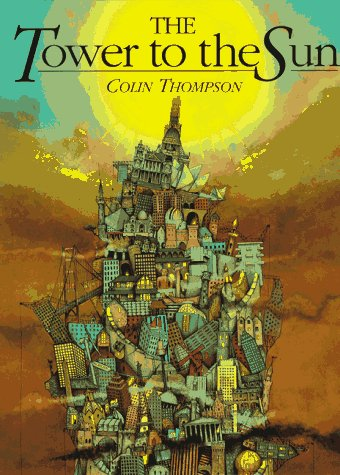 THE
Tower to the Sun
COLIN THOMPSON